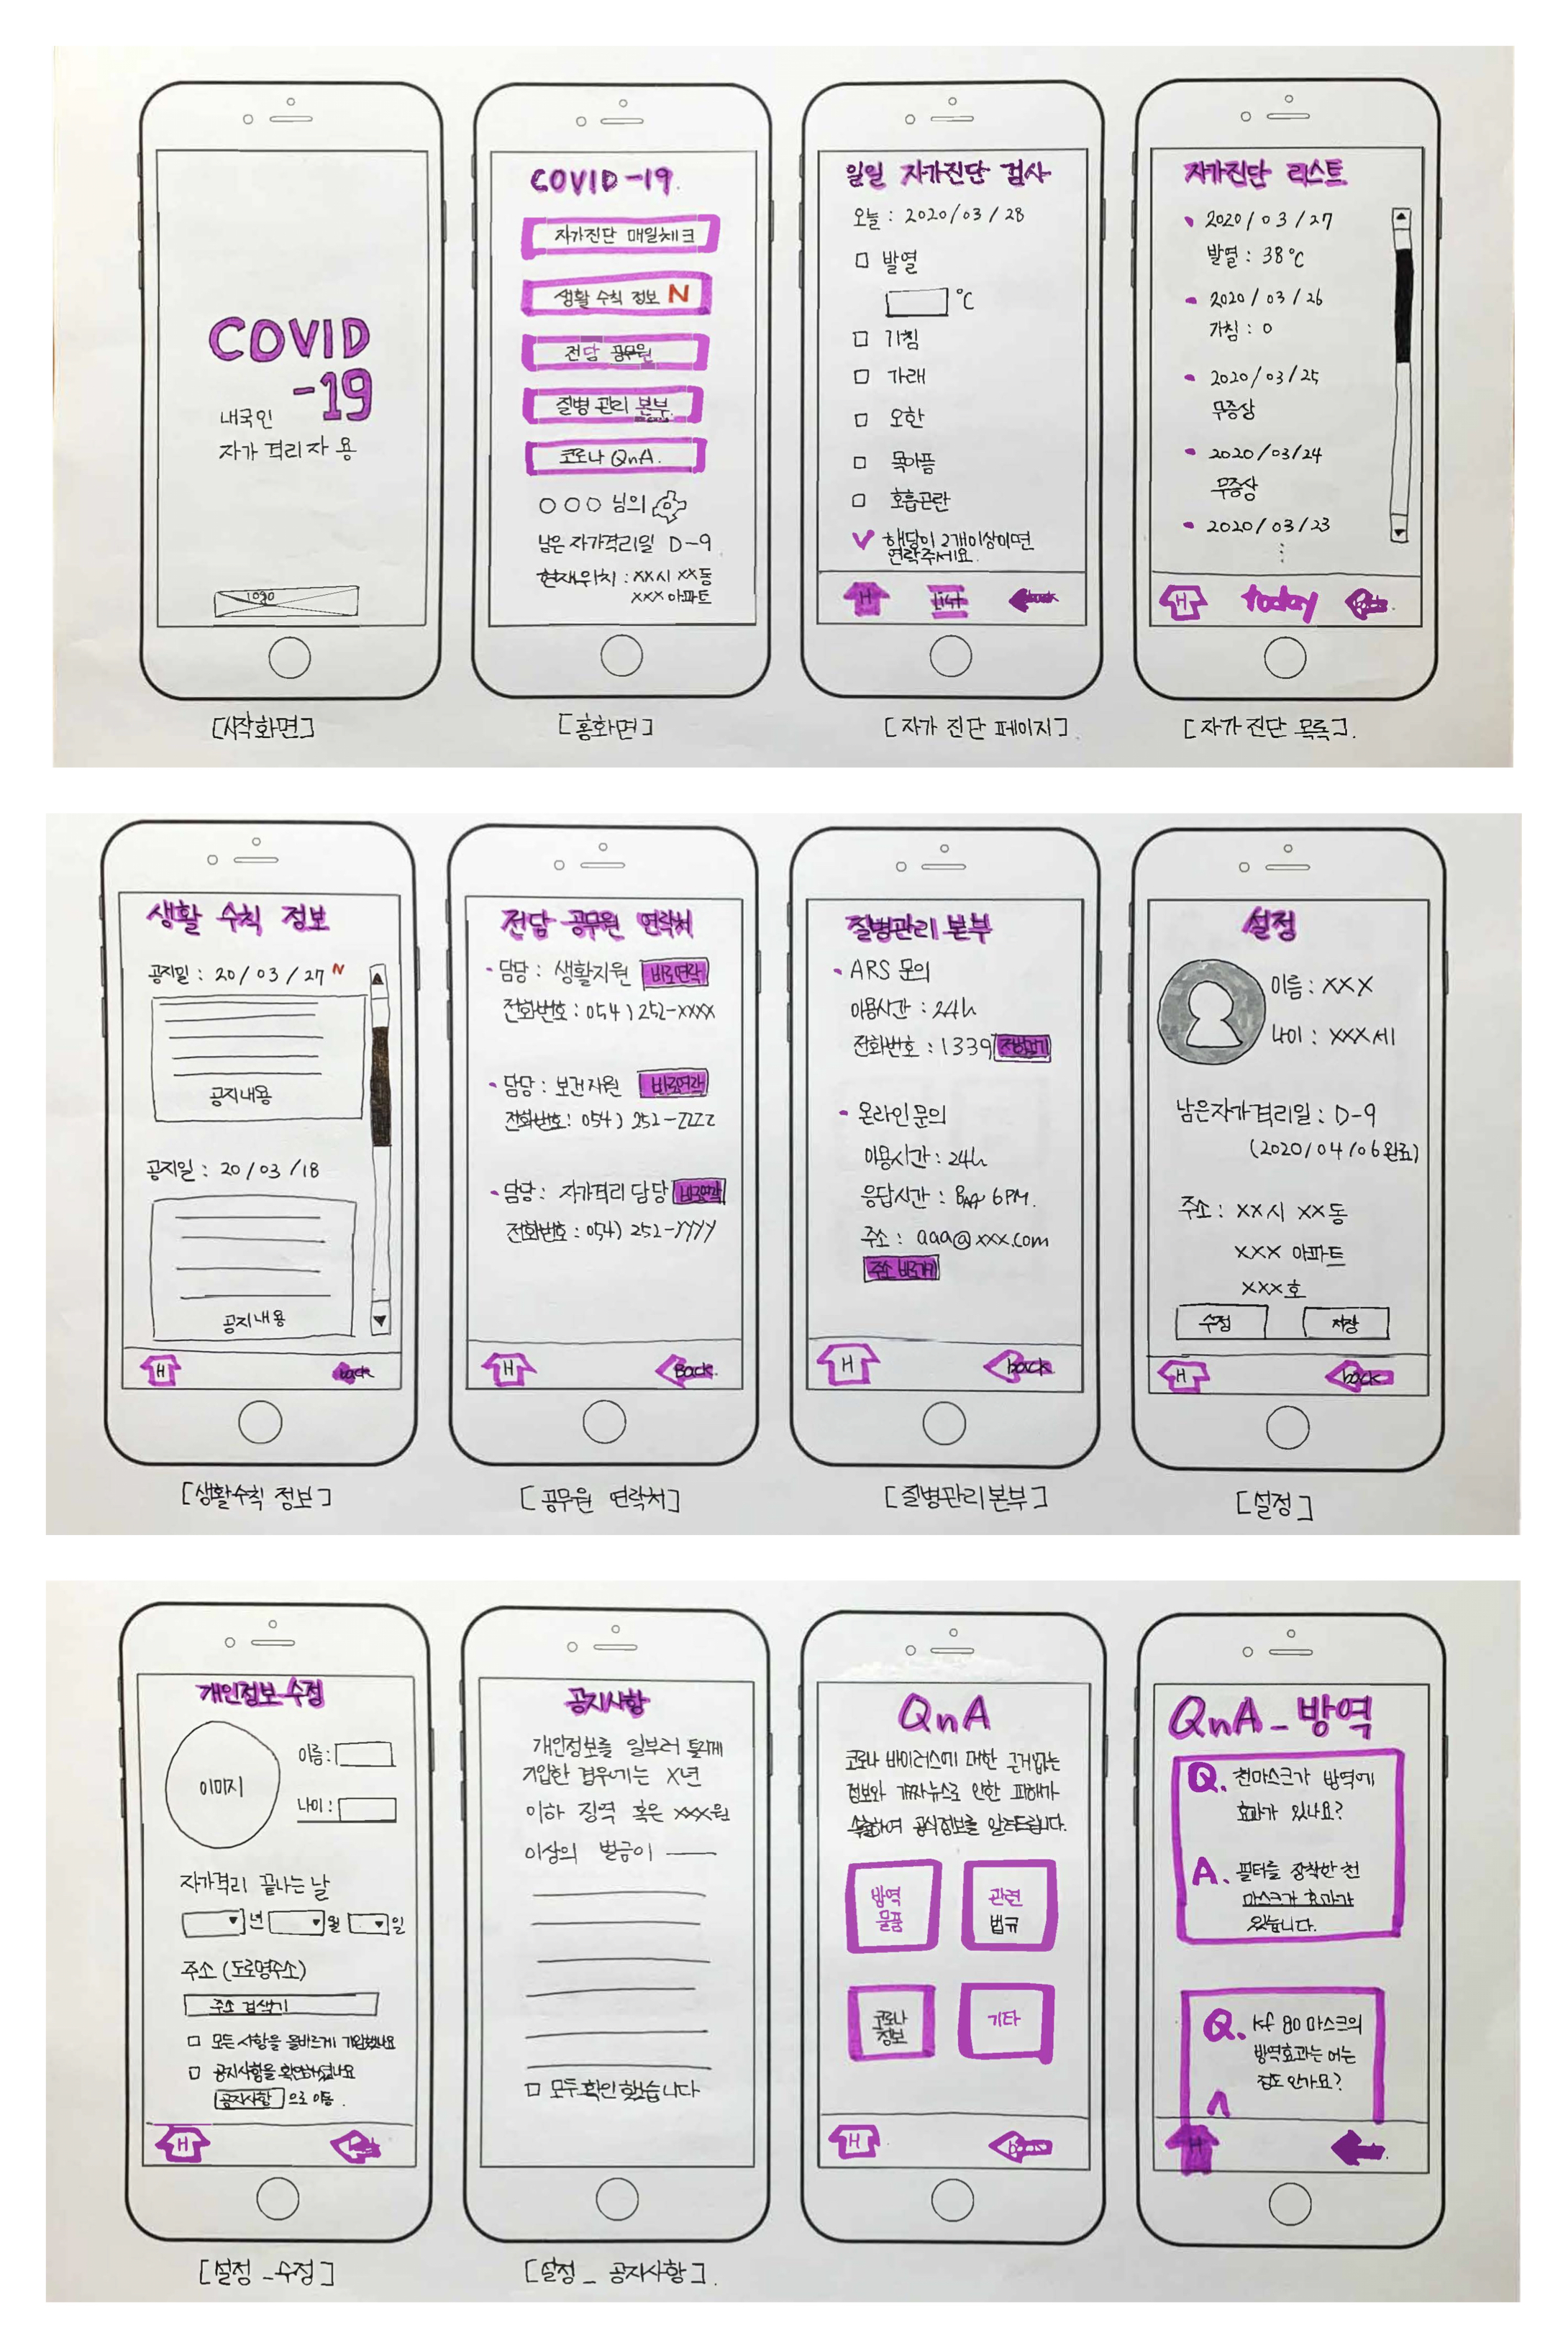 COVID
-19
내국인
자가 격리자 용
logo
[시작화면]
COVID-19.
자가진단 매일체크
생활 수칙 정보 N
전담 공무원
질병 관리 본부.
코로나 QnA.
○○○ 님의
남은 자가격리일 D-9
현재위치 : xx시 xx동
xxx 아파트
[홈화면]
일일 자가진단 검사
오늘 : 2020/03/28
발열
℃
기침
가래
오한
목아픔
호흡곤란
해당이 2개이상이면
연락주세요.
H list back
[자가 진단 페이지].
자가진단 리스트
2020/03/27
발열 : 38℃
2020/03/26
기침 : O
2020/03/25
무증상
2020/03/24
무증상
2020/03/23
H today
[자가 진단 목록].
생활 수칙 정보
공지일 : 20/03/27 N
공지내용
공지일 : 20/03/18
공지내용
H back
[생활수칙 정보]
전담 공무원 연락처
담당 : 생활지원 바로연락
전화번호 : 054) 252-xxxx
담당 : 보건지원 바로연락
전화번호 : 054) 252-ZZZZ
담당 : 자가격리 담당 바로연락
전화번호 : 054) 252-YYYY
H Back.
[공무원 연락처]
질병관리 본부
ARS 문의
이용시간 : 24h
전화번호 : 1339
온라인 문의
이용시간 : 24h
응답시간 : 6PM.
주소 : aaa@xxx.com
주소 바로가기
H back
[질병관리본부]
설정
이름 : XXX
나이 : XXX세
남은자가격리일 : D-9
(2020/04/06 완료)
주소 : xx시 xx동
xxx 아파트
xxx호
수정 저장
H back
[설정]
개인정보 수정
이미지
이름 :
나이 :
자가격리 끝나는 날
년 월 일
주소 (도로명주소)
주소 검색기
모든 사항을 올바르게 기입했나요
공지사항을 확인하셨나요
공지사항 으로 이동.
H
[설정_수정]
공지사항
개인정보를 일부러 틀리게
기입한 경우에는 X년
이하 징역 혹은 xxx원
이상의 벌금이
모두 확인 했습니다
[설정_ 공지사항].
QnA
코로나 바이러스에 대한 근거없는
정보와 가짜뉴스로 인한 피해가
속출하여 공식정보를 알려드립니다.
방역
물품
관련
법규
코로나
정보
기타
H
QnA_방역
Q. 천마스크가 방역에
효과가 있나요?
A. 필터를 장착한 천
마스크가 효과가
있습니다.
Q. kf 80 마스크의
방역효과는 어느
정도 인가요?
H